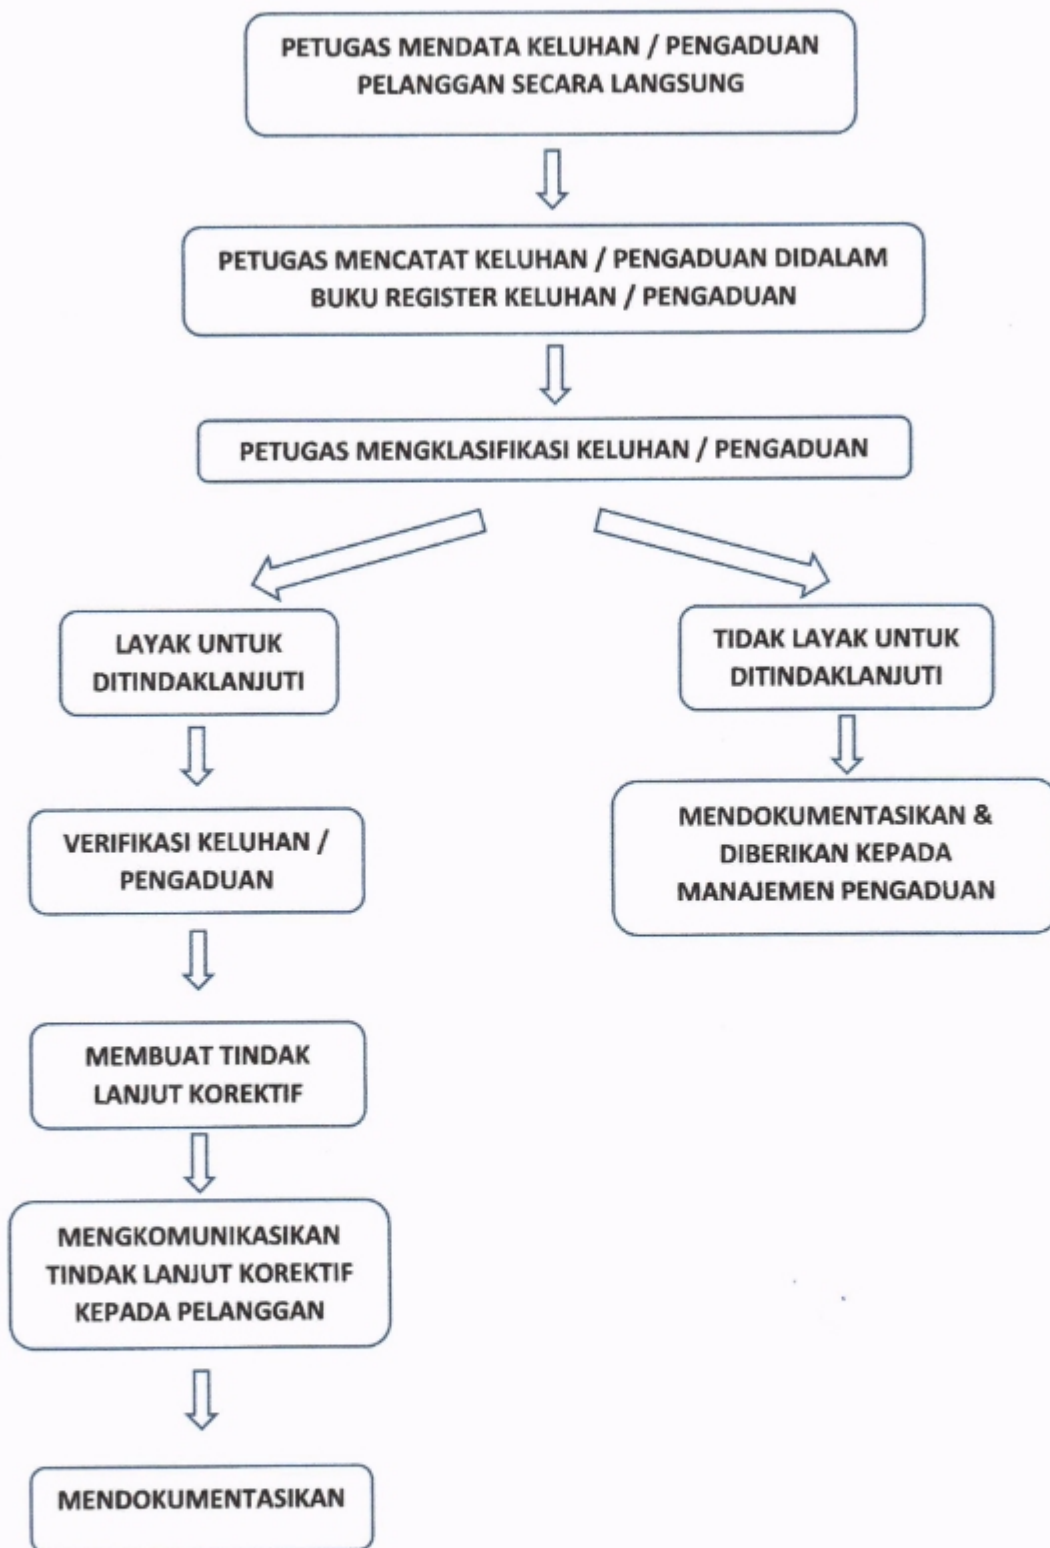 PETUGAS MENDATA KELUHAN / PENGADUAN
PELANGGAN SECARA LANGSUNG
PETUGAS MENCATAT KELUHAN / PENGADUAN DIDALAM
BUKU REGISTER KELUHAN / PENGADUAN
PETUGAS MENGKLASIFIKASI KELUHAN / PENGADUAN
LAYAK UNTUK
DITINDAKLANJUTI
TIDAK LAYAK UNTUK
DITINDAKLANJUTI
VERIFIKASI KELUHAN /
PENGADUAN
MENDOKUMENTASIKAN &
DIBERIKAN KEPADA
MANAJEMEN PENGADUAN
MEMBUAT TINDAK
LANJUT KOREKTIF
MENGKOMUNIKASIKAN
TINDAK LANJUT KOREKTIF
KEPADA PELANGGAN
MENDOKUMENTASIKAN